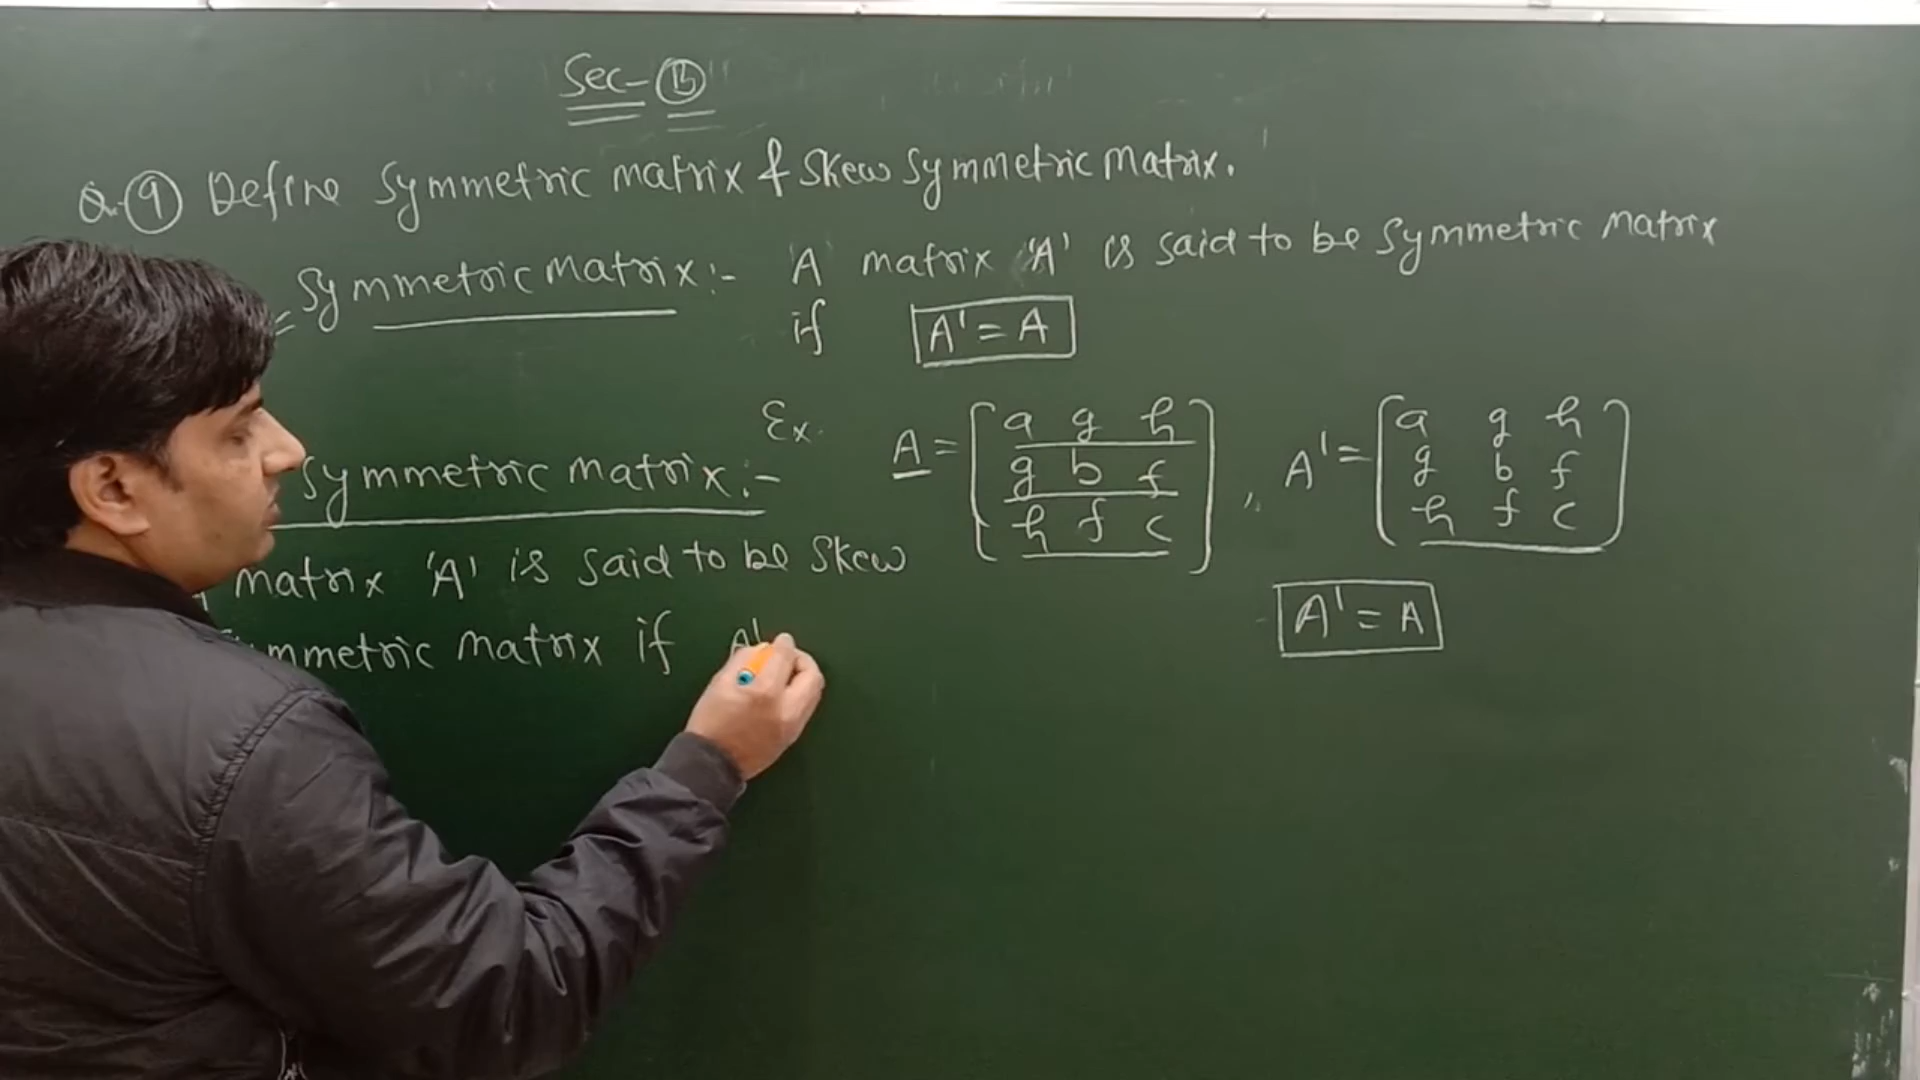 Sec-B
Q.9 Define Symmetric matrix & Skew Symmetric Matrix.
= Symmetric Matrix:- A matrix 'A' is said to be Symmetric Matrix
if A' = A
Ex. A = [a g h
g b f
h f c] , A' = [a g h
g b f
h f c]
A' = A
Symmetric matrix:-
matrix 'A' is said to be Skew
mmetric matrix if A'